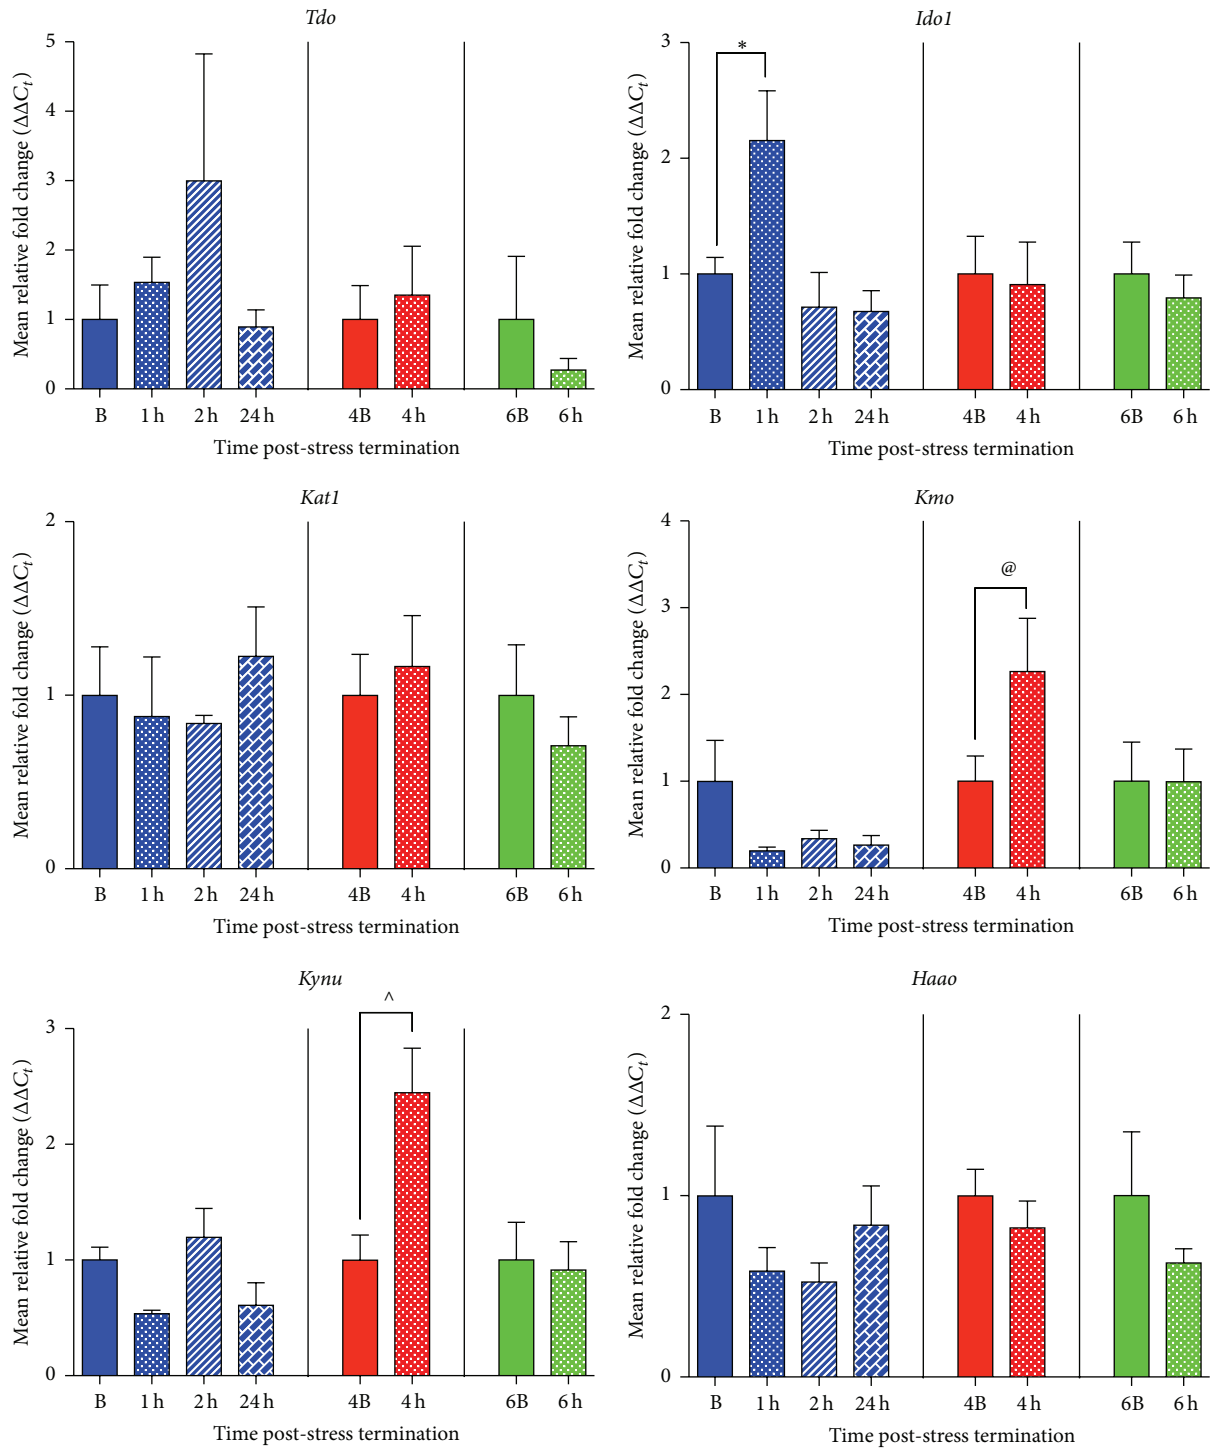 Tdo
Mean relative fold change (ΔΔCt)
5
4
3
2
1
0
B 1 h 2 h 24 h 4B 4 h 6B 6 h
Time post-stress termination
Ido1
Mean relative fold change (ΔΔCt)
3
2
1
0
*
B 1 h 2 h 24 h 4B 4 h 6B 6 h
Time post-stress termination
Kat1
Mean relative fold change (ΔΔCt)
2
1
0
B 1 h 2 h 24 h 4B 4 h 6B 6 h
Time post-stress termination
Kmo
Mean relative fold change (ΔΔCt)
4
3
2
1
0
@
B 1 h 2 h 24 h 4B 4 h 6B 6 h
Time post-stress termination
Kynu
Mean relative fold change (ΔΔCt)
^
3
2
1
0
B 1 h 2 h 24 h 4B 4 h 6B 6 h
Time post-stress termination
Haao
Mean relative fold change (ΔΔCt)
2
1
0
B 1 h 2 h 24 h 4B 4 h 6B 6 h
Time post-stress termination